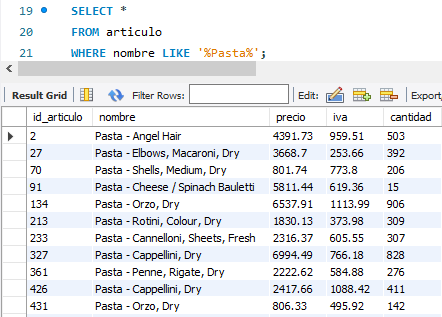 19 SELECT *
20 FROM articulo
21 WHERE nombre LIKE '%Pasta%';
Result Grid Filter Rows: Edit: Export/
id_articulo nombre precio iva cantidad
2 Pasta - Angel Hair 4391.73 959.51 503
27 Pasta - Elbows, Macaroni, Dry 3668.7 253.66 392
70 Pasta - Shells, Medium, Dry 801.74 773.8 206
91 Pasta - Cheese / Spinach Bauletti 5811.44 619.36 15
134 Pasta - Orzo, Dry 6537.91 1113.99 906
213 Pasta - Rotini, Colour, Dry 1830.13 373.98 309
233 Pasta - Cannelloni, Sheets, Fresh 2316.37 605.55 307
327 Pasta - Cappellini, Dry 6994.49 766.18 828
361 Pasta - Penne, Rigate, Dry 2222.62 584.88 276
426 Pasta - Cappellini, Dry 2417.66 1088.42 411
431 Pasta - Orzo, Dry 806.33 495.92 142